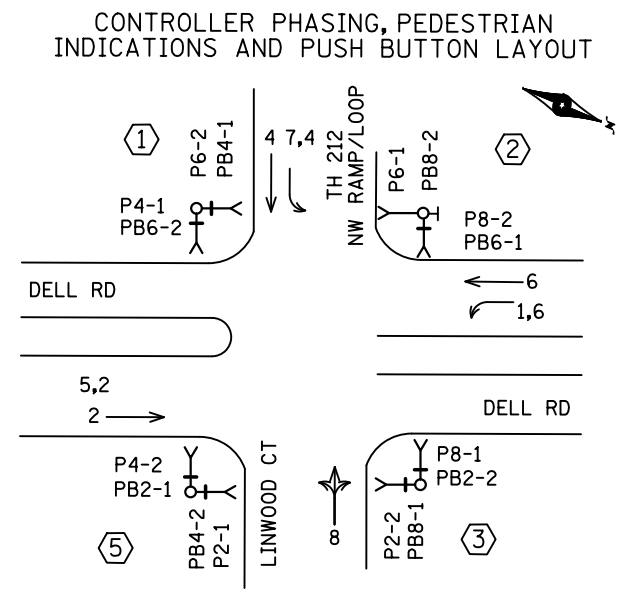 CONTROLLER PHASING, PEDESTRIAN
INDICATIONS AND PUSH BUTTON LAYOUT
1
P6-2
PB4-1
4 7,4
TH 212
NW RAMP/LOOP
P6-1
PB8-2
2
N
P4-1
PB6-2
P8-2
PB6-1
DELL RD
6
1,6
5,2
2
DELL RD
P4-2
PB2-1
P8-1
PB2-2
PB4-2
P2-1
LINWOOD CT
8
P2-2
PB8-1
5
3